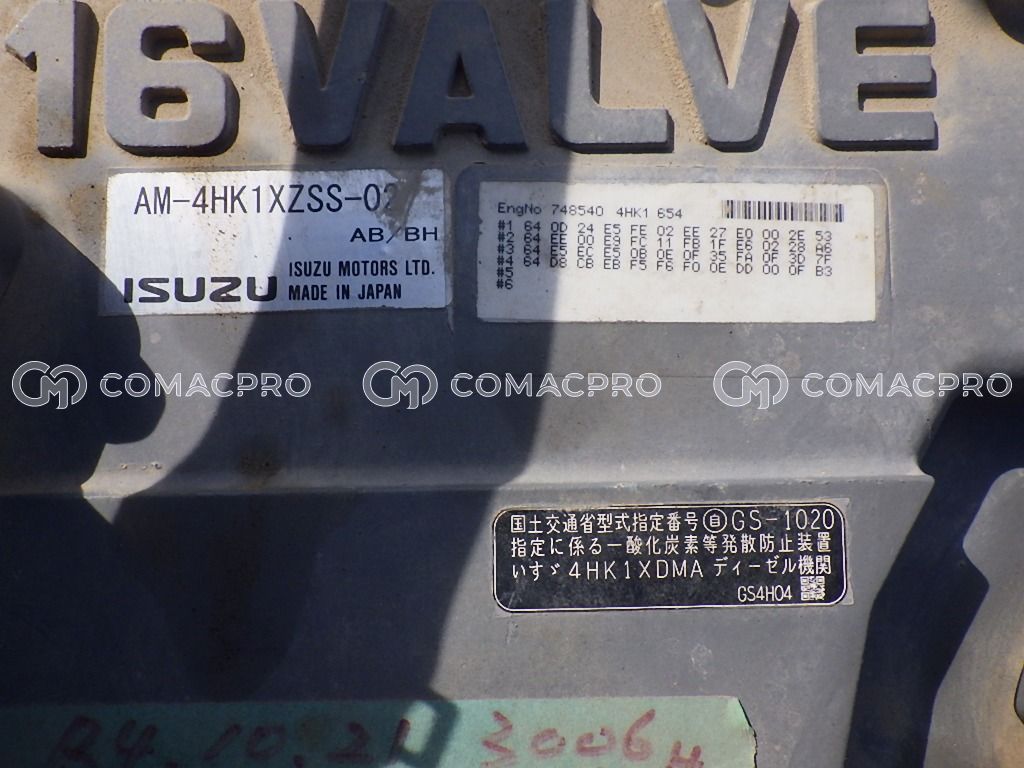 16VALVE
AM-4HK1XZSS-02
AB/BH
ISUZU
ISUZU MOTORS LTD.
MADE IN JAPAN
EngNo 748540 4HK1 654
#1 64 0D 24 E5 FE 02 EE 27 E0 00 2E 53
#2 64 EE 00 E9 FC 11 FB 1F E6 02 28 A6
#3 64 E5 EC E5 0B 0E 0F 35 FA 0F 3D 7F
#4 64 D8 CB EB F5 F6 F0 0E DD 00 0F B3
#5
#6
COMACPRO COMACPRO COMACPRO
国土交通省型式指定番号 自 GS-1020
指定に係る一酸化炭素等発散防止装置
いすゞ 4HK1XDMA ディーゼル機関
GS4H04
R4.10.21 3006H